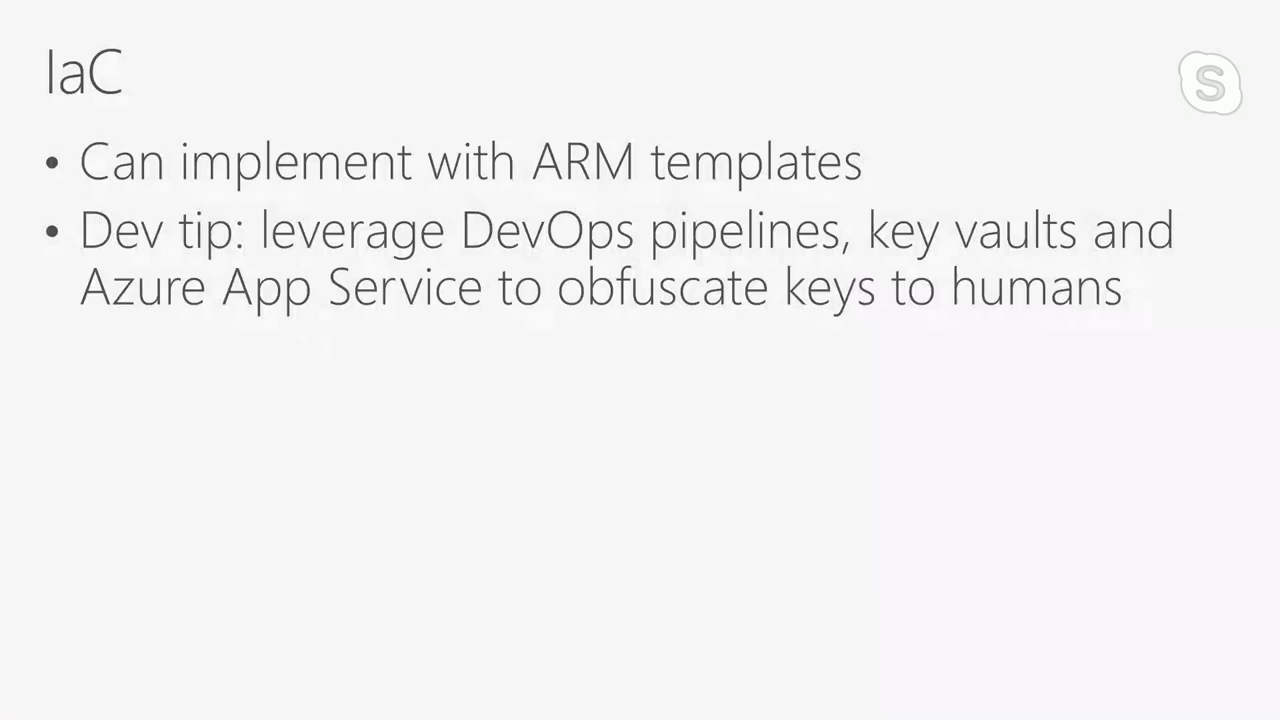 IaC
S
• Can implement with ARM templates
• Dev tip: leverage DevOps pipelines, key vaults and
Azure App Service to obfuscate keys to humans